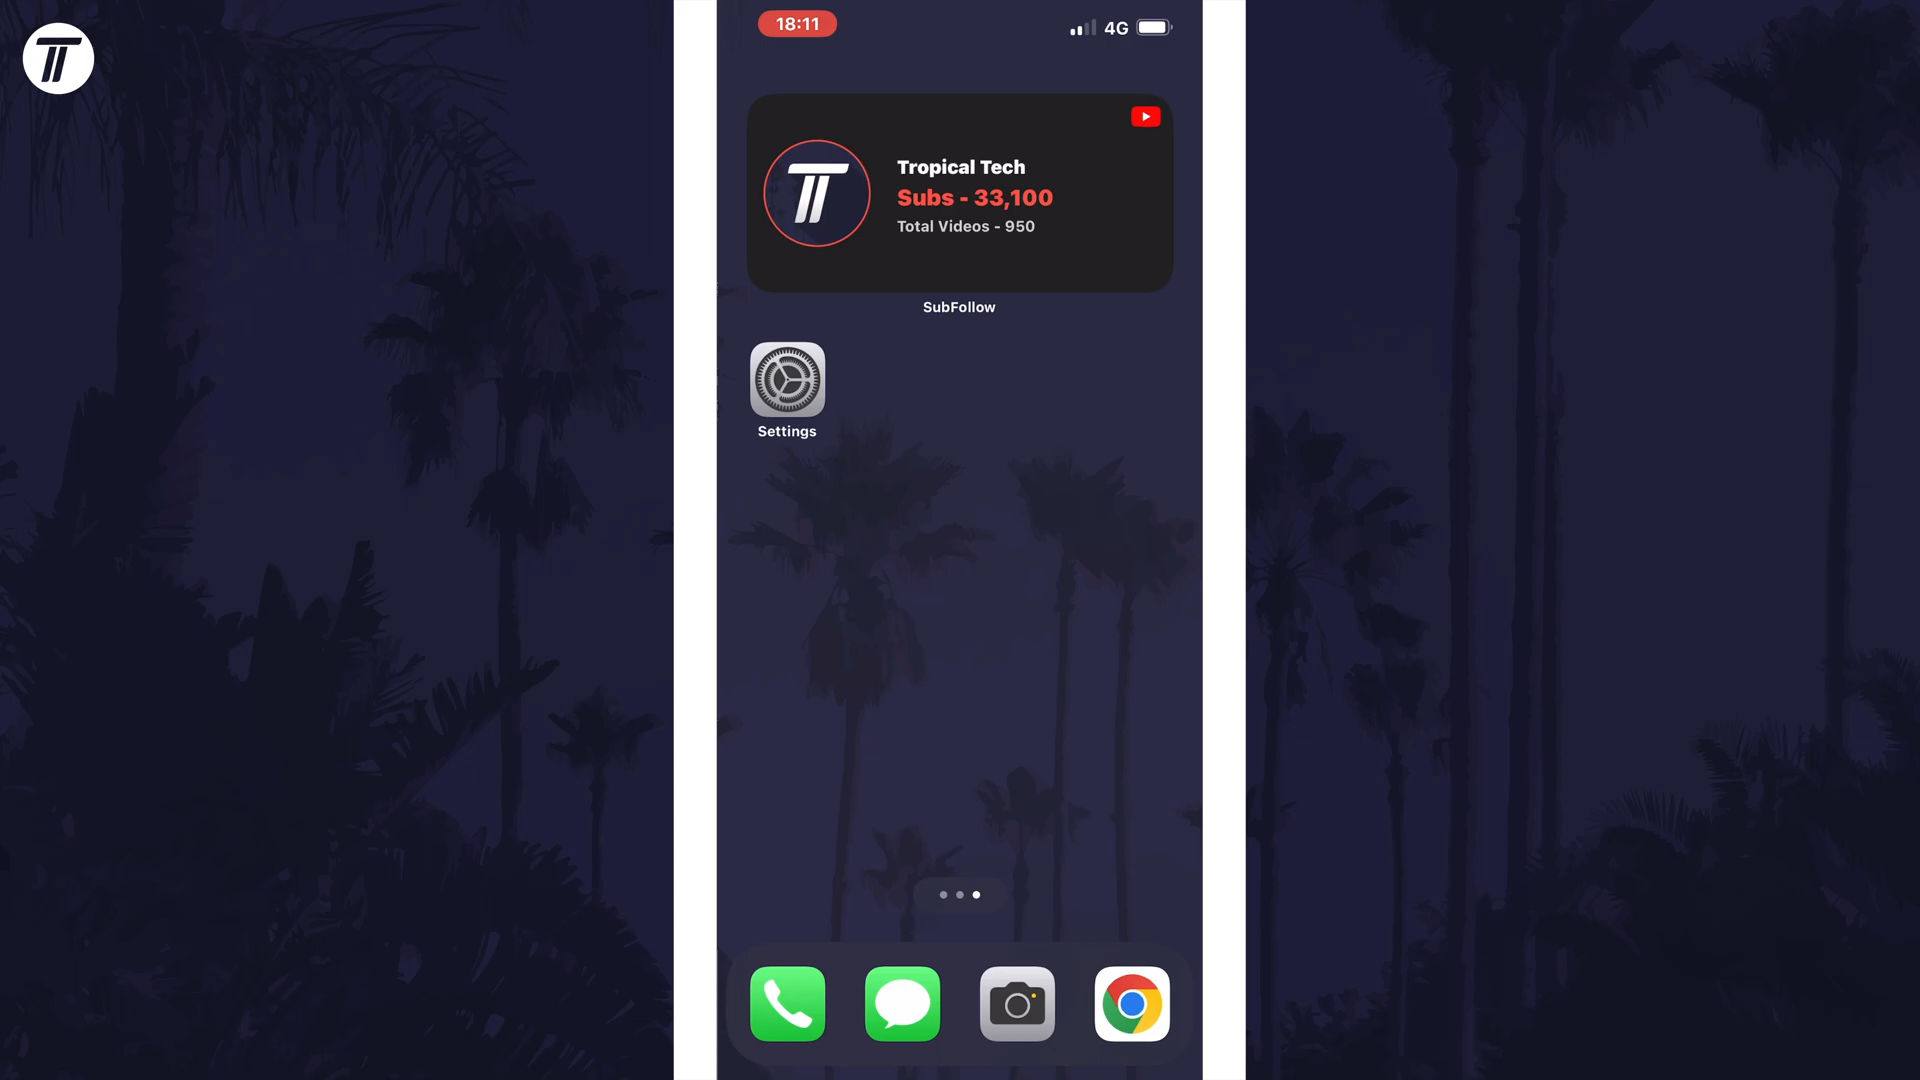 18:11
4G
Tropical Tech
Subs - 33,100
Total Videos - 950
SubFollow
Settings